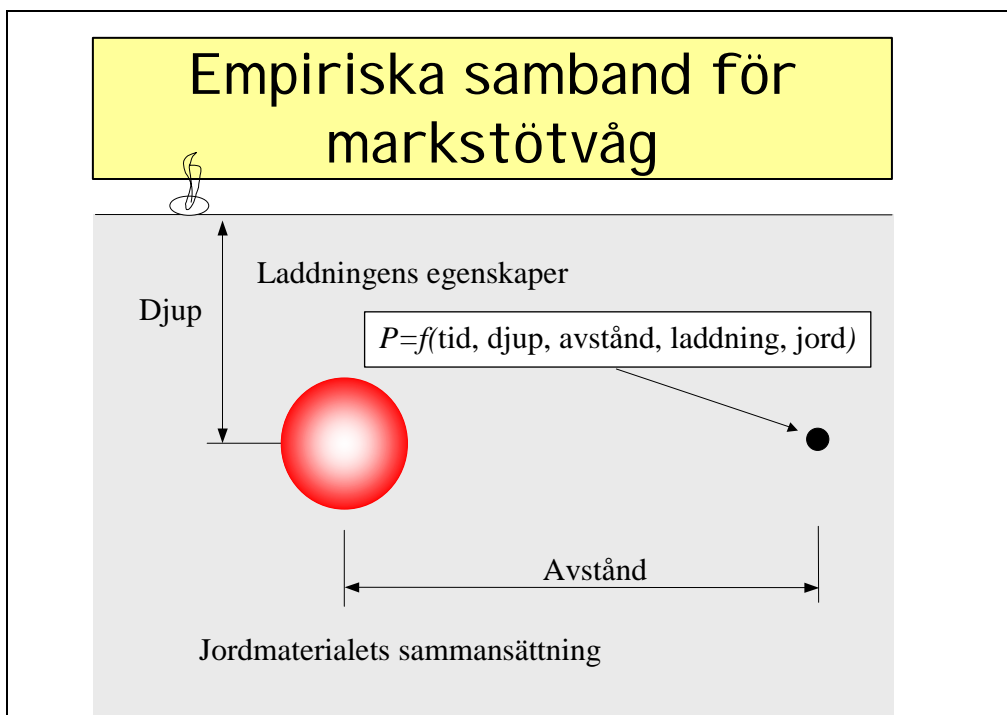 Empiriska samband för
markstötvåg
Laddningens egenskaper
Djup
P=f(tid, djup, avstånd, laddning, jord)
Avstånd
Jordmaterialets sammansättning